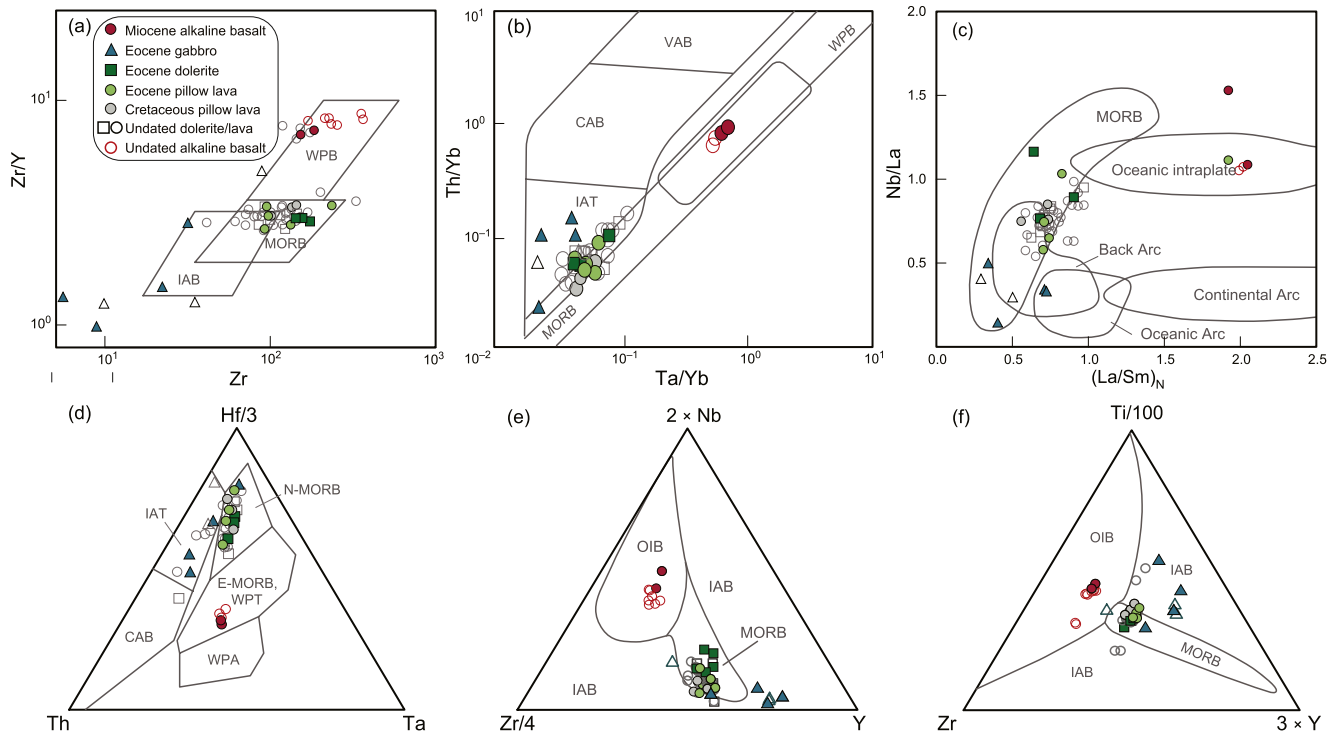 (a)
Miocene alkaline basalt
Eocene gabbro
Eocene dolerite
Eocene pillow lava
Cretaceous pillow lava
Undated dolerite/lava
Undated alkaline basalt
WPB
MORB
IAB
10¹
10⁰
Zr/Y
10¹
10²
10³
Zr
(b)
VAB
WPB
CAB
IAT
MORB
10¹
10⁰
10⁻¹
10⁻²
Th/Yb
10⁻¹
10⁰
10¹
Ta/Yb
(c)
2.0
1.5
1.0
0.5
Nb/La
MORB
Oceanic intraplate
Back Arc
Continental Arc
Oceanic Arc
0.0
0.5
1.0
1.5
2.0
2.5
(La/Sm)N
(d)
Hf/3
N-MORB
IAT
E-MORB,
WPT
CAB
WPA
Th
Ta
(e)
2 × Nb
OIB
IAB
MORB
IAB
Zr/4
Y
(f)
Ti/100
OIB
IAB
MORB
IAB
Zr
3 × Y